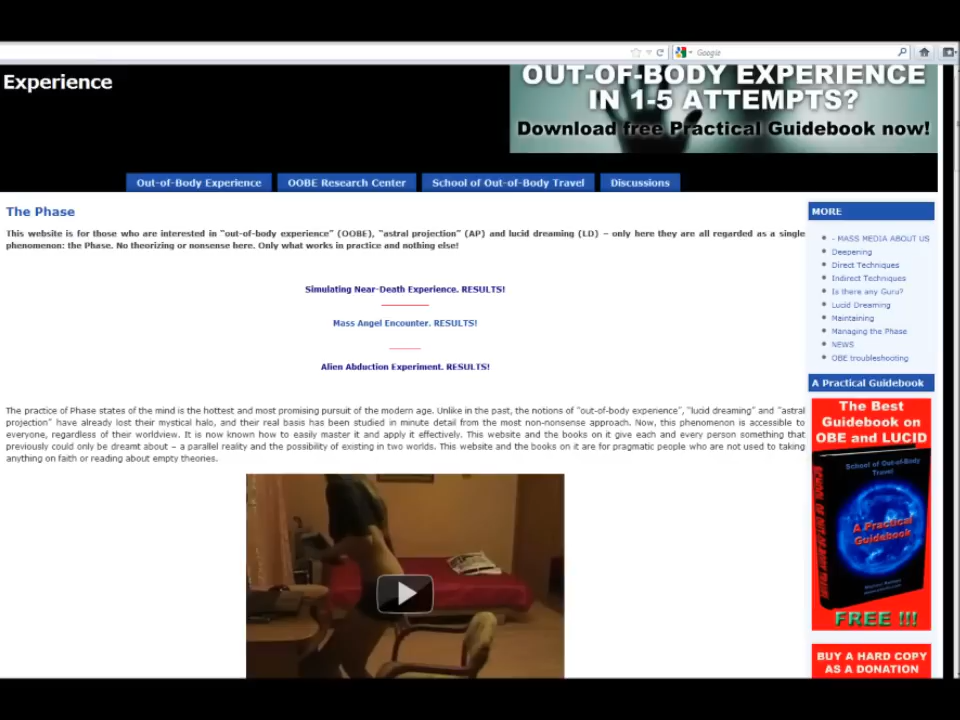 Google
Experience
OUT-OF-BODY EXPERIENCE
IN 1-5 ATTEMPTS?
Download free Practical Guidebook now!
Out-of-Body Experience
OOBE Research Center
School of Out-of-Body Travel
Discussions
The Phase
This website is for those who are interested in "out-of-body experience" (OOBE), "astral projection" (AP) and lucid dreaming (LD) – only here they are all regarded as a single
phenomenon: the Phase. No theorizing or nonsense here. Only what works in practice and nothing else!
Simulating Near-Death Experience. RESULTS!
Mass Angel Encounter. RESULTS!
Alien Abduction Experiment. RESULTS!
The practice of Phase states of the mind is the hottest and most promising pursuit of the modern age. Unlike in the past, the notions of "out-of-body experience", "lucid dreaming" and "astral
projection" have already lost their mystical halo, and their real basis has been studied in minute detail from the most non-nonsense approach. Now, this phenomenon is accessible to
everyone, regardless of their worldview. It is now known how to easily master it and apply it effectively. This website and the books on it give each and every person something that
previously could only be dreamt about – a parallel reality and the possibility of existing in two worlds. This website and the books on it are for pragmatic people who are not used to taking
anything on faith or reading about empty theories.
MORE
- MASS MEDIA ABOUT US
Deepening
Direct Techniques
Indirect Techniques
Is there any Guru?
Lucid Dreaming
Maintaining
Managing the Phase
NEWS
OBE troubleshooting
A Practical Guidebook
The Best
Guidebook on
OBE and LUCID
School of Out-of-Body
Travel
A Practical
Guidebook
SCHOOL OF OUT-OF-BODY TRAVEL
FREE !!!
BUY A HARD COPY
AS A DONATION